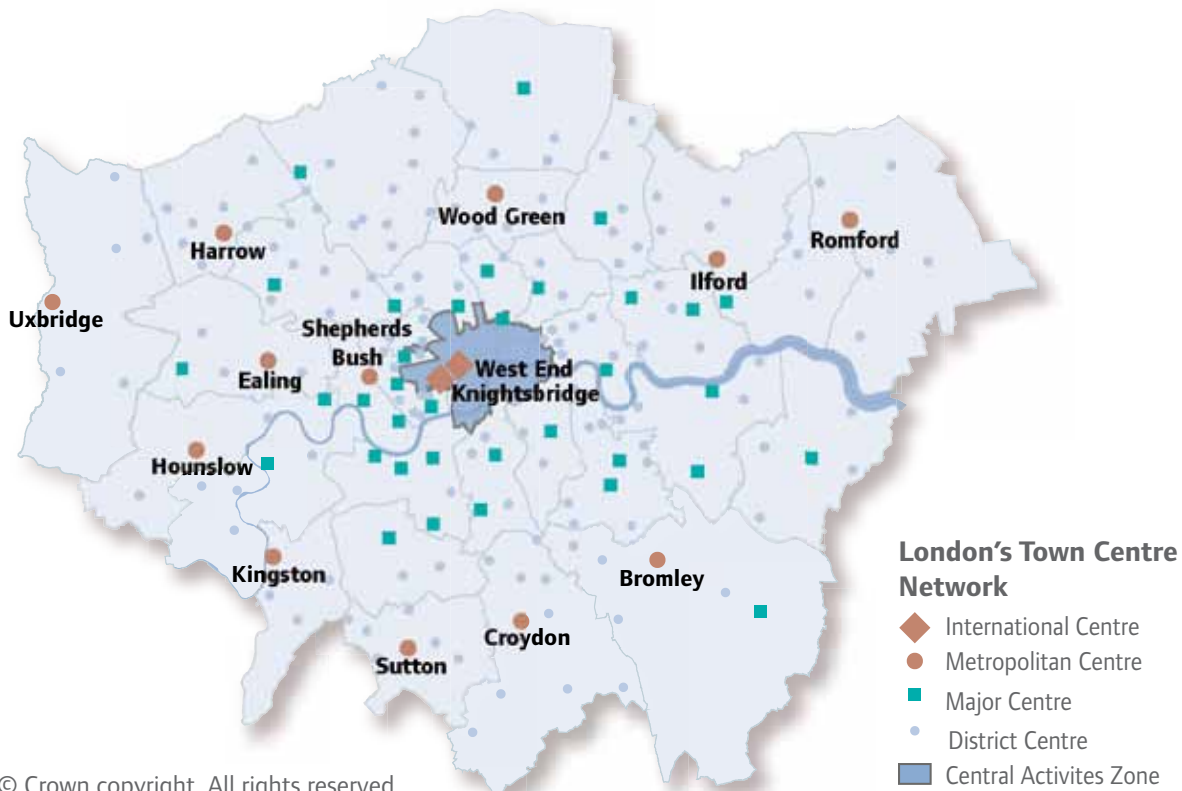 Wood Green
Harrow
Romford
Ilford
Uxbridge
Shepherds
Bush
Ealing
West End
Knightsbridge
Hounslow
Kingston
Bromley
Croydon
Sutton
London's Town Centre
Network
International Centre
Metropolitan Centre
Major Centre
District Centre
Central Activites Zone
© Crown copyright. All rights reserved